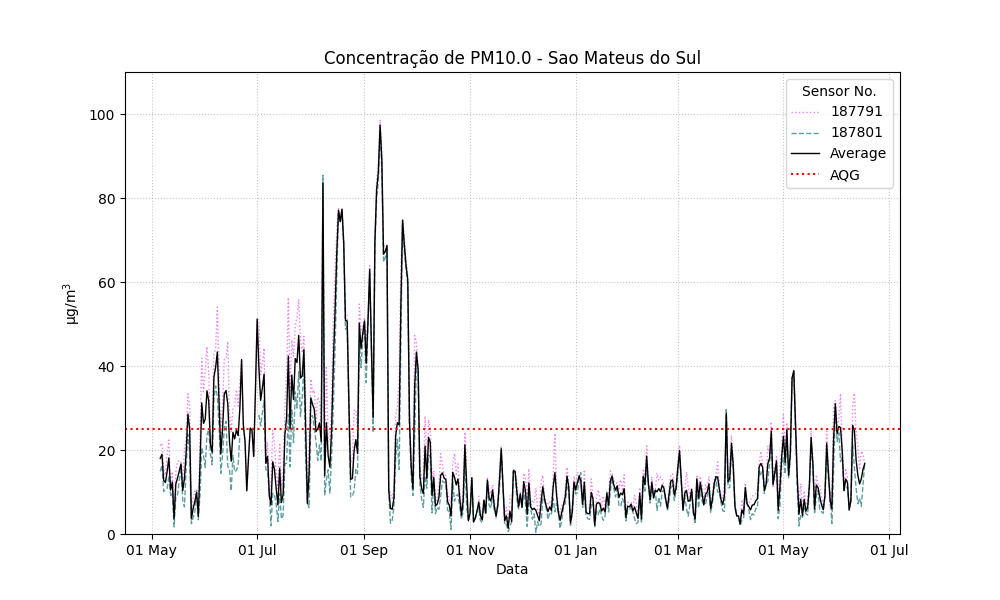 Concentração de PM10.0 - Sao Mateus do Sul
Sensor No.
187791
187801
Average
AQG
µg/m³
100
80
60
40
20
0
01 May
01 Jul
01 Sep
01 Nov
01 Jan
01 Mar
01 May
01 Jul
Data